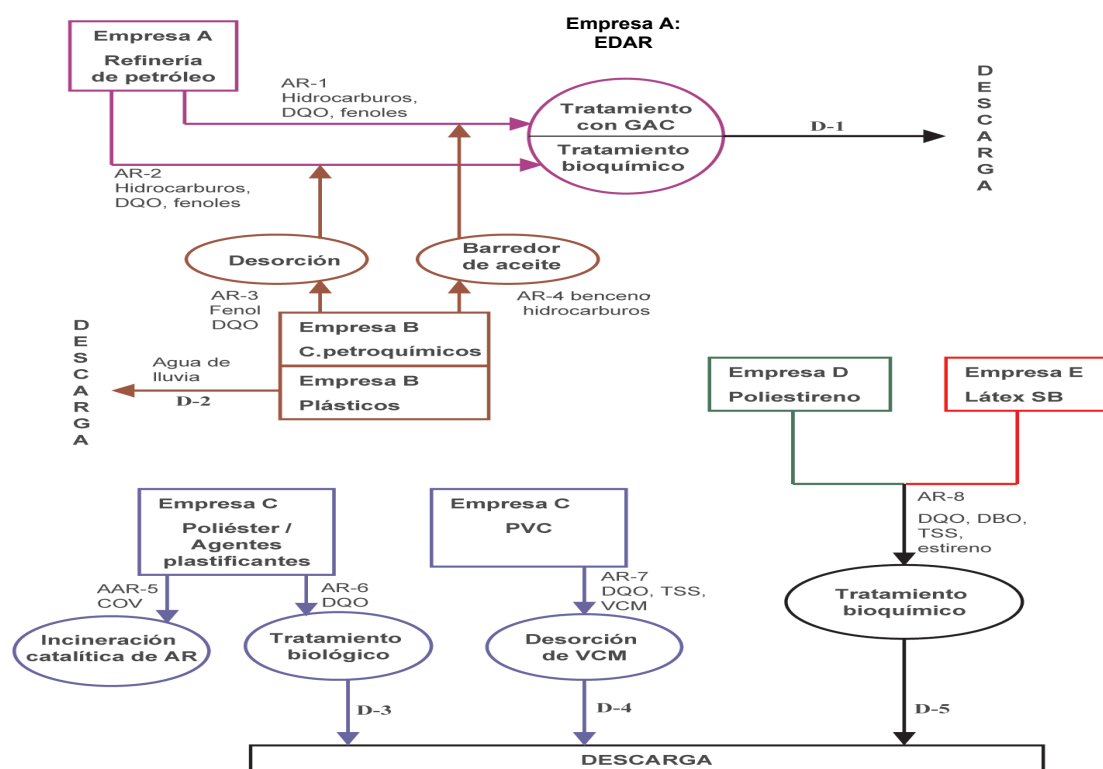 Empresa A:
EDAR
Empresa A
Refinería
de petróleo
AR-1
Hidrocarburos,
DQO, fenoles
Tratamiento
con GAC
Tratamiento
bioquímico
D-1
D
E
S
C
A
R
G
A
AR-2
Hidrocarburos,
DQO, fenoles
Desorción
Barredor
de aceite
AR-3
Fenol
DQO
AR-4 benceno
hidrocarburos
Empresa B
C.petroquímicos
Empresa B
Plásticos
Agua de
lluvia
D-2
D
E
S
C
A
R
G
A
Empresa D
Poliestireno
Empresa E
Látex SB
Empresa C
Poliéster /
Agentes
plastificantes
Empresa C
PVC
AR-8
DQO, DBO,
TSS,
estireno
AAR-5
COV
AR-6
DQO
AR-7
DQO, TSS,
VCM
Incineración
catalítica de AR
Tratamiento
biológico
Desorción
de VCM
Tratamiento
bioquímico
D-3
D-4
D-5
DESCARGA